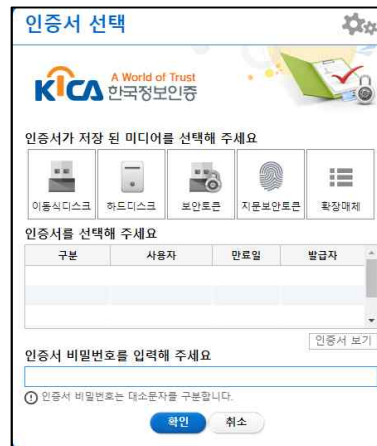 인증서 선택
KICA A World of Trust
한국정보인증
인증서가 저장 된 미디어를 선택해 주세요
이동식디스크 하드디스크 보안토큰 지문보안토큰 확장매체
인증서를 선택해 주세요
구분 사용자 만료일 발급자
인증서 보기
인증서 비밀번호를 입력해 주세요
인증서 비밀번호는 대소문자를 구분합니다.
확인 취소